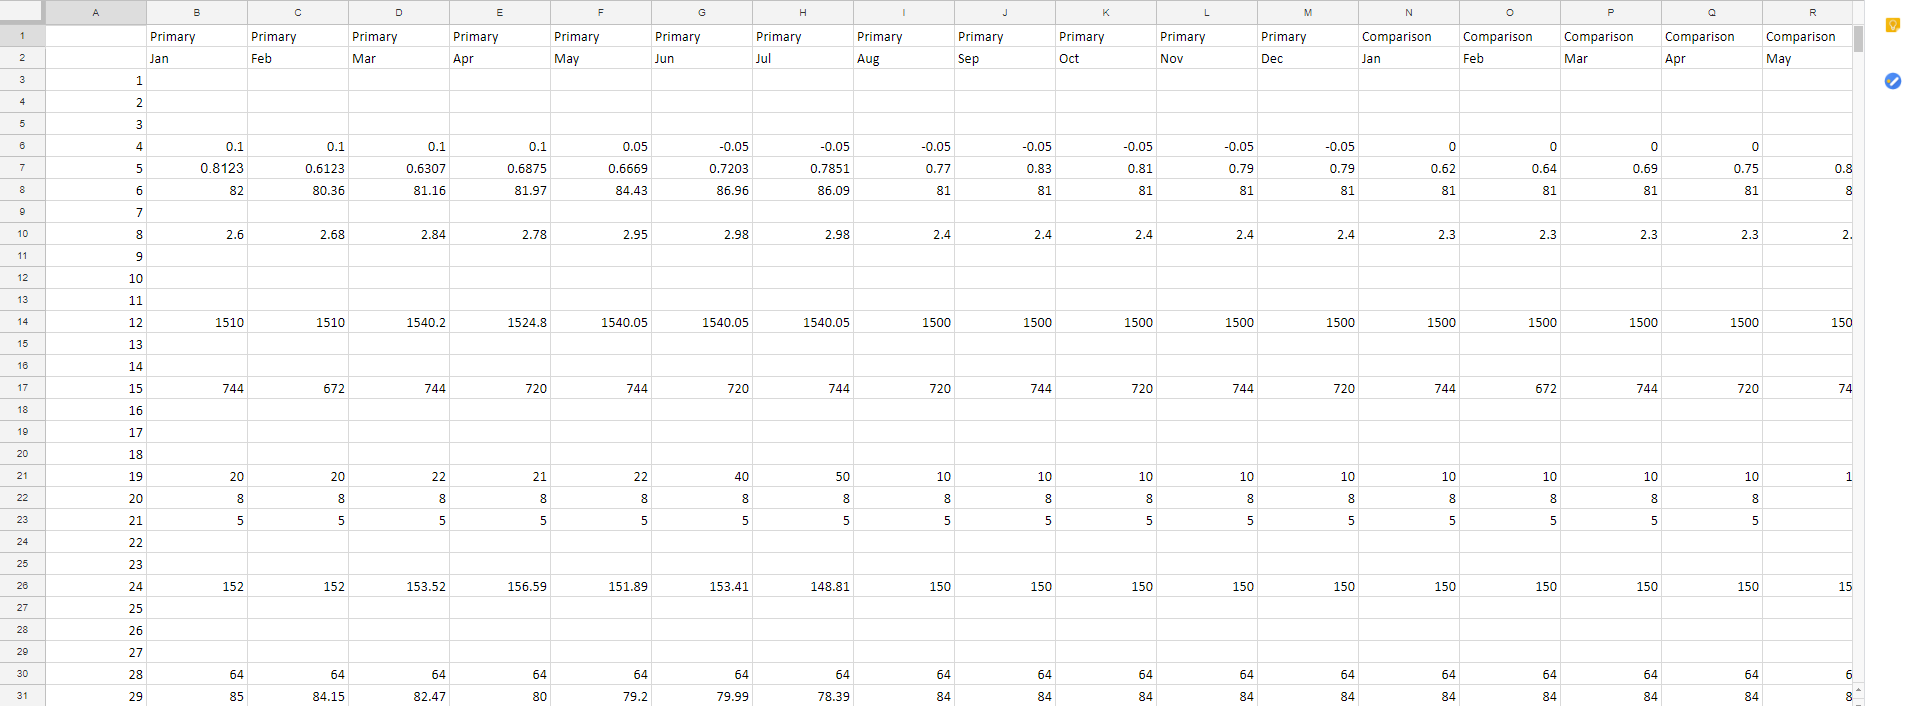 A B C D E F G H I J K L M N O P Q R
1 Primary Primary Primary Primary Primary Primary Primary Primary Primary Primary Primary Primary Comparison Comparison Comparison Comparison Comparison
2 Jan Feb Mar Apr May Jun Jul Aug Sep Oct Nov Dec Jan Feb Mar Apr May
3 1
4 2
5 3
6 4 0.1 0.1 0.1 0.1 0.05 -0.05 -0.05 -0.05 -0.05 -0.05 -0.05 -0.05 0 0 0 0
7 5 0.8123 0.6123 0.6307 0.6875 0.6669 0.7203 0.7851 0.77 0.83 0.81 0.79 0.79 0.62 0.64 0.69 0.75 0.8
8 6 82 80.36 81.16 81.97 84.43 86.96 86.09 81 81 81 81 81 81 81 81 81 8
9 7
10 8 2.6 2.68 2.84 2.78 2.95 2.98 2.98 2.4 2.4 2.4 2.4 2.4 2.3 2.3 2.3 2.3 2.
11 9
12 10
13 11
14 12 1510 1510 1540.2 1524.8 1540.05 1540.05 1540.05 1500 1500 1500 1500 1500 1500 1500 1500 1500 150
15 13
16 14
17 15 744 672 744 720 744 720 744 720 744 720 744 720 744 672 744 720 74
18 16
19 17
20 18
21 19 20 20 22 21 22 40 50 10 10 10 10 10 10 10 10 10 1
22 20 8 8 8 8 8 8 8 8 8 8 8 8 8 8 8 8
23 21 5 5 5 5 5 5 5 5 5 5 5 5 5 5 5 5
24 22
25 23
26 24 152 152 153.52 156.59 151.89 153.41 148.81 150 150 150 150 150 150 150 150 150 15
27 25
28 26
29 27
30 28 64 64 64 64 64 64 64 64 64 64 64 64 64 64 64 64 6
31 29 85 84.15 82.47 80 79.2 79.99 78.39 84 84 84 84 84 84 84 84 84 8